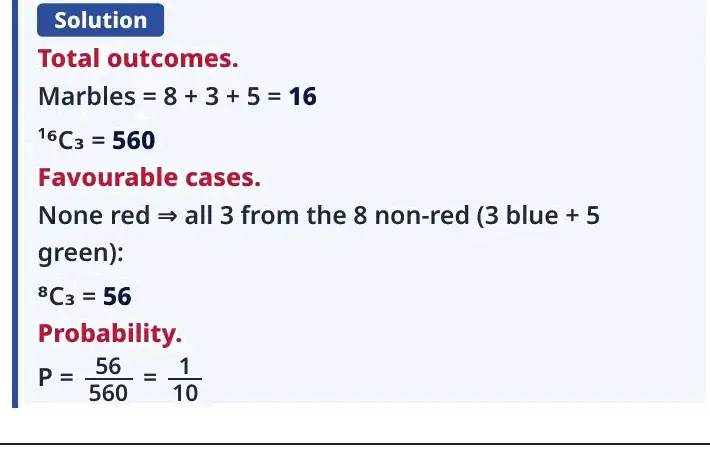 Solution
Total outcomes.
Marbles = 8 + 3 + 5 = 16
¹⁶C₃ = 560
Favourable cases.
None red ⇒ all 3 from the 8 non-red (3 blue + 5
green):
⁸C₃ = 56
Probability.
P = 56/560 = 1/10